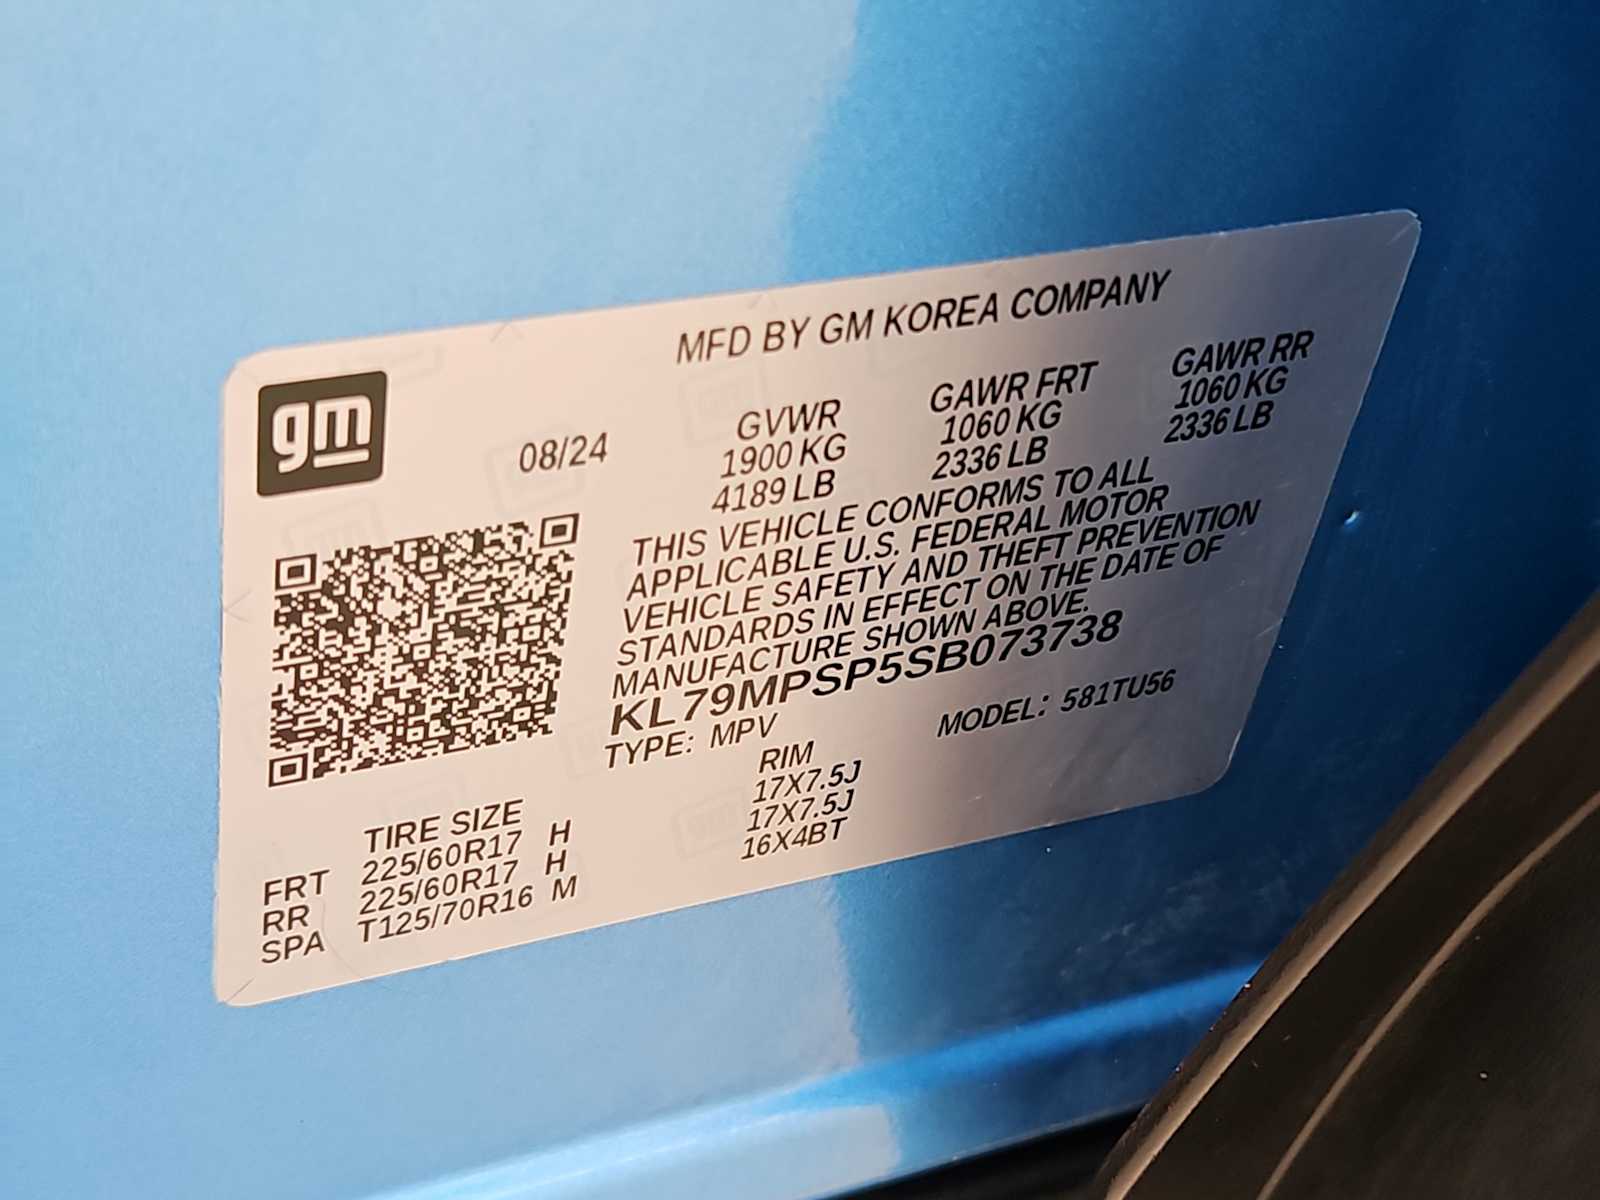 MFD BY GM KOREA COMPANY
gm
08/24
GVWR GAWR FRT GAWR RR
1900 KG 1060 KG 1060 KG
4189 LB 2336 LB 2336 LB
THIS VEHICLE CONFORMS TO ALL
APPLICABLE U.S. FEDERAL MOTOR
VEHICLE SAFETY AND THEFT PREVENTION
STANDARDS IN EFFECT ON THE DATE OF
MANUFACTURE SHOWN ABOVE.
KL79MPSP5SB073738
TYPE: MPV MODEL: 581TU56
TIRE SIZE RIM
FRT 225/60R17 H 17X7.5J
RR 225/60R17 H 17X7.5J
SPA T125/70R16 M 16X4BT